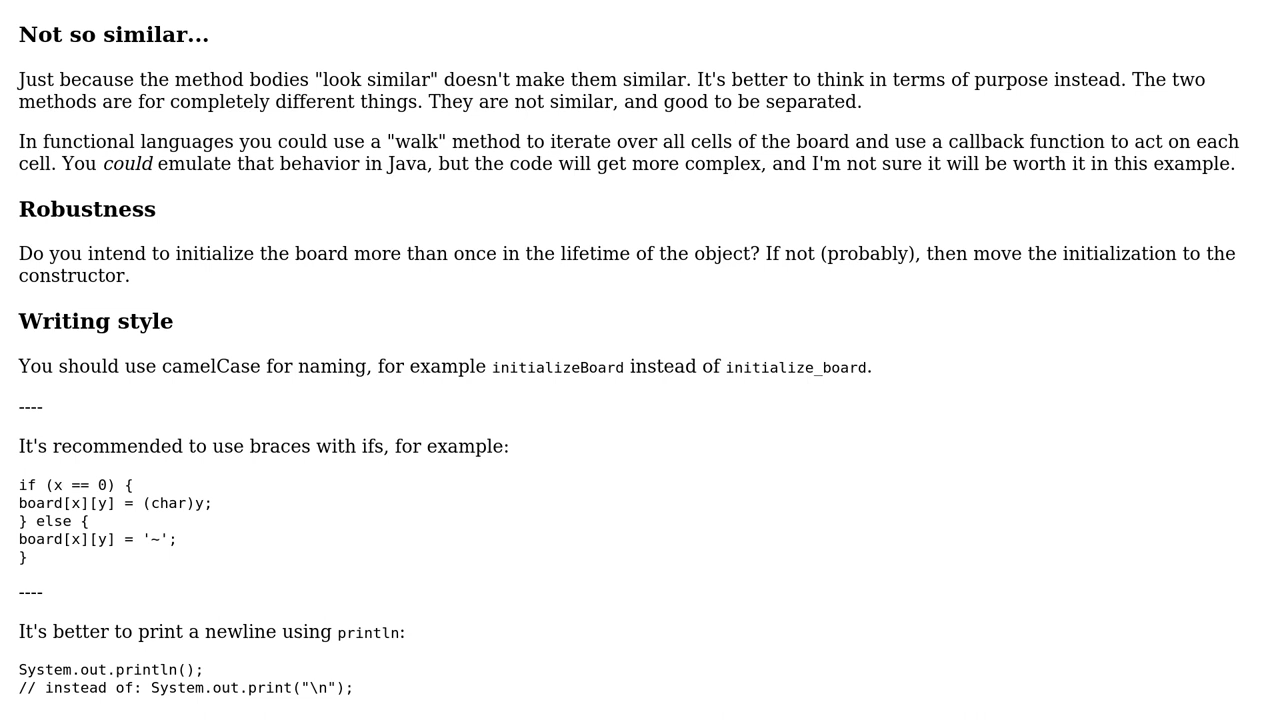 Not so similar...
Just because the method bodies "look similar" doesn't make them similar. It's better to think in terms of purpose instead. The two
methods are for completely different things. They are not similar, and good to be separated.
In functional languages you could use a "walk" method to iterate over all cells of the board and use a callback function to act on each
cell. You could emulate that behavior in Java, but the code will get more complex, and I'm not sure it will be worth it in this example.
Robustness
Do you intend to initialize the board more than once in the lifetime of the object? If not (probably), then move the initialization to the
constructor.
Writing style
You should use camelCase for naming, for example initializeBoard instead of initialize_board.
----
It's recommended to use braces with ifs, for example:
if (x == 0) {
board[x][y] = (char)y;
} else {
board[x][y] = '~';
}
----
It's better to print a newline using println:
System.out.println();
// instead of: System.out.print("\n");